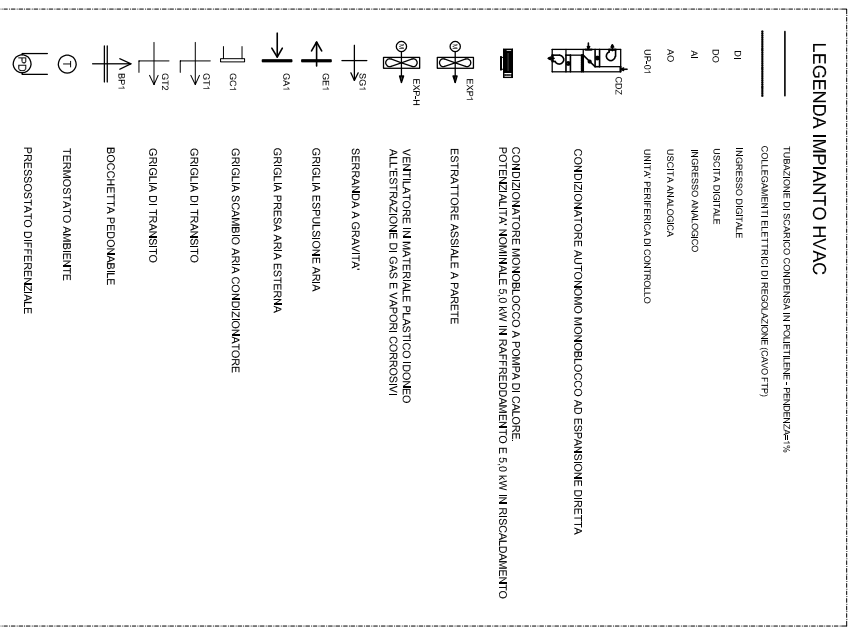 LEGENDA IMPIANTO HVAC
TUBAZIONE DI SCARICO CONDENSA IN POLIETILENE - PENDENZA=1%
COLLEGAMENTI ELETTRICI DI REGOLAZIONE (CAVO FTP)
DI INGRESSO DIGITALE
DO USCITA DIGITALE
AI INGRESSO ANALOGICO
AO USCITA ANALOGICA
UP-01 UNITA' PERIFERICA DI CONTROLLO
CDZ CONDIZIONATORE AUTONOMO MONOBLOCCO AD ESPANSIONE DIRETTA
CONDIZIONATORE MONOBLOCCO A POMPA DI CALORE.
POTENZIALITA' NOMINALE 5,0 kW IN RAFFREDDAMENTO E 5,0 kW IN RISCALDAMENTO
M EXP1 ESTRATTORE ASSIALE A PARETE
M EXP-H VENTILATORE IN MATERIALE PLASTICO IDONEO
ALL'ESTRAZIONE DI GAS E VAPORI CORROSIVI
SG1 SERRANDA A GRAVITA'
GE1 GRIGLIA ESPULSIONE ARIA
GA1 GRIGLIA PRESA ARIA ESTERNA
GC1 GRIGLIA SCAMBIO ARIA CONDIZIONATORE
GT1 GRIGLIA DI TRANSITO
GT2 GRIGLIA DI TRANSITO
BP1 BOCCHETTA PEDONABILE
T TERMOSTATO AMBIENTE
PD PRESSOSTATO DIFFERENZIALE